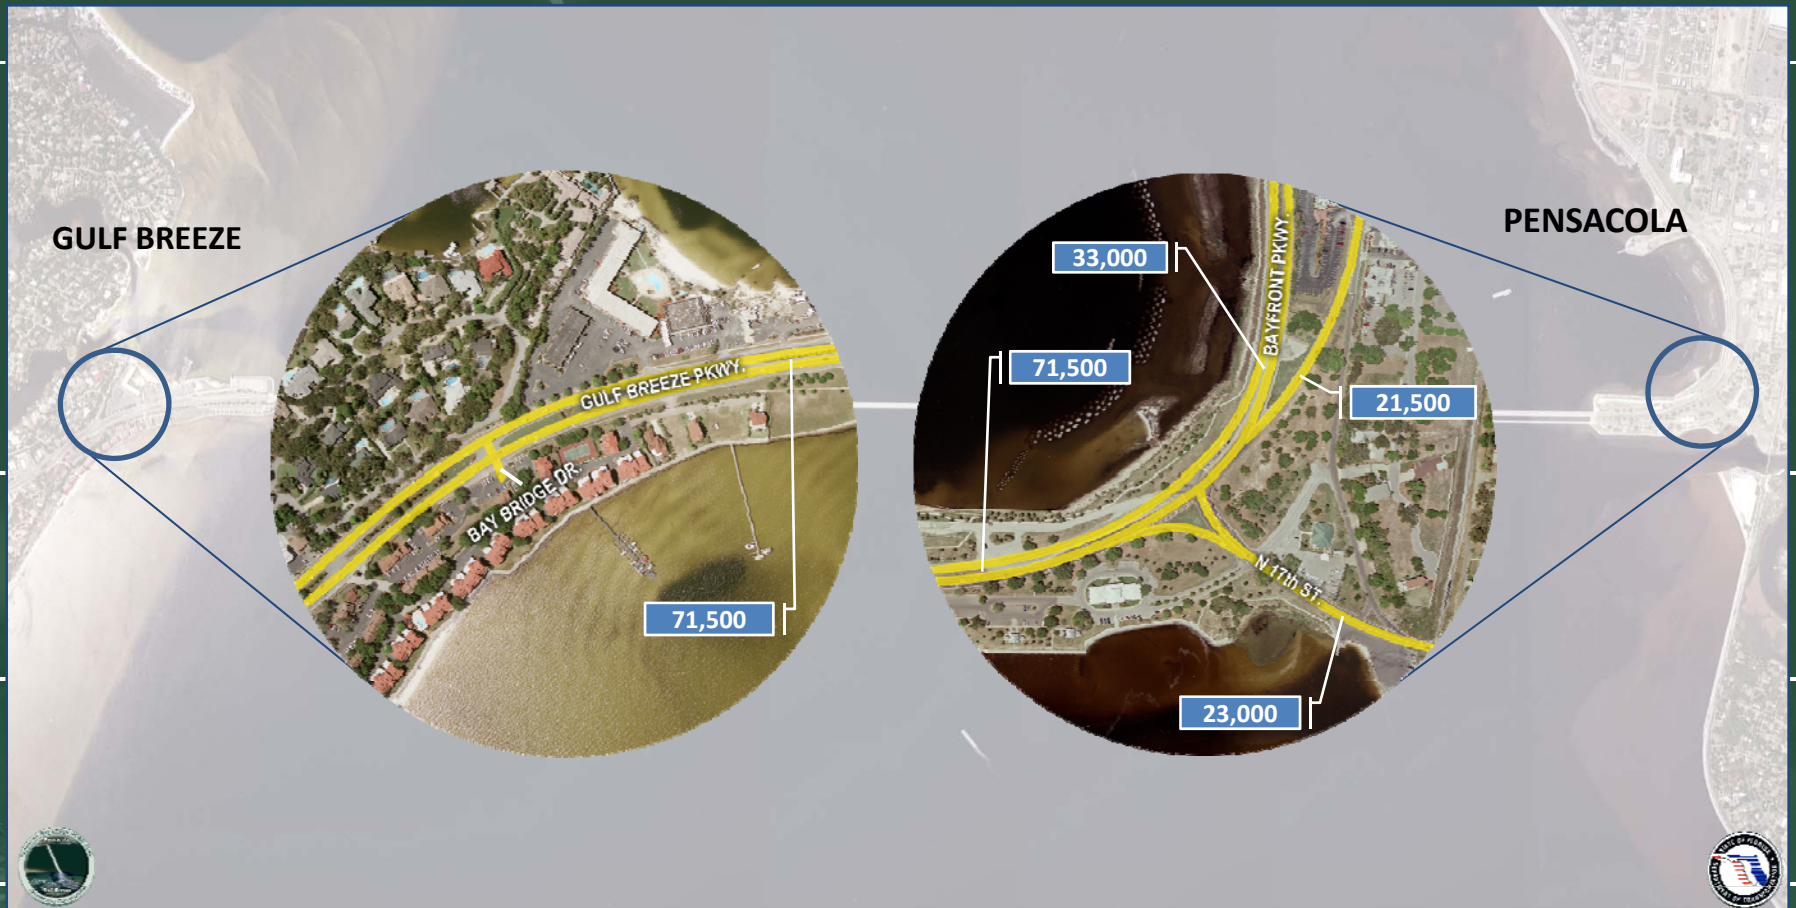 GULF BREEZE
PENSACOLA
GULF BREEZE PKWY.
BAY BRIDGE DR.
71,500
33,000
BAYFRONT PKWY.
71,500
21,500
N 17th ST.
23,000